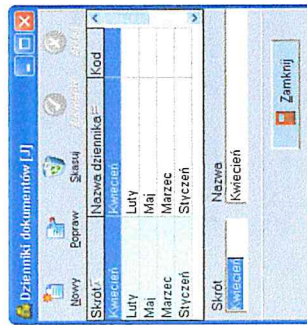 Dzienniki dokumentów [J]
Nowy Popraw Skasuj
Skrót Nazwa dziennika Kod
Kwiecień Kwiecień
Luty Luty
Maj Maj
Marzec Marzec
Styczeń Styczeń
Skrót Nazwa
Kwiecień Kwiecień
Zamknij